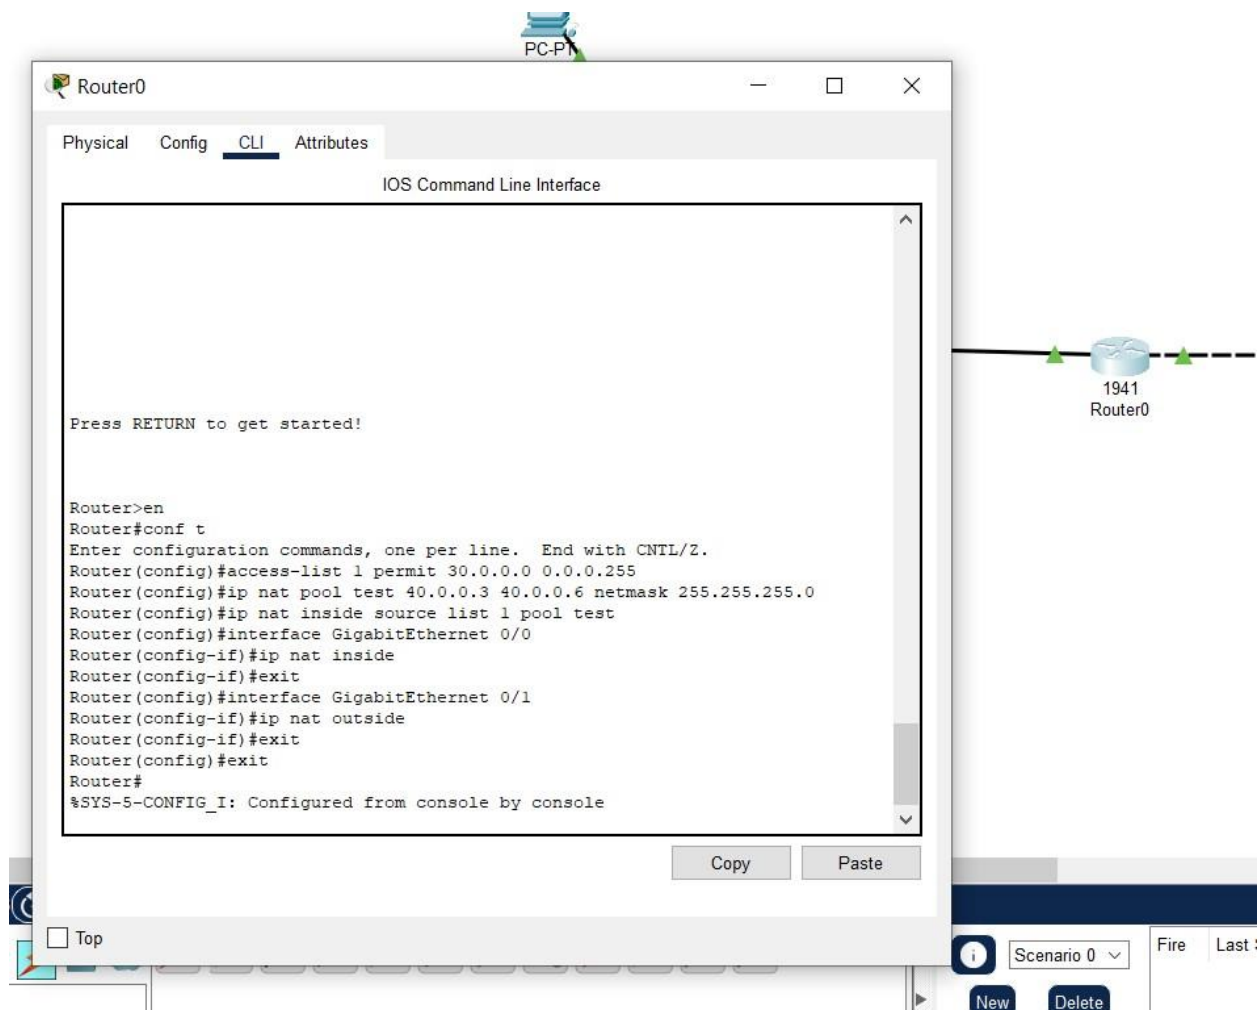 PC-PT
Router0
Physical Config CLI Attributes
IOS Command Line Interface
Press RETURN to get started!
Router>en
Router#conf t
Enter configuration commands, one per line.  End with CNTL/Z.
Router(config)#access-list 1 permit 30.0.0.0 0.0.0.255
Router(config)#ip nat pool test 40.0.0.3 40.0.0.6 netmask 255.255.255.0
Router(config)#ip nat inside source list 1 pool test
Router(config)#interface GigabitEthernet 0/0
Router(config-if)#ip nat inside
Router(config-if)#exit
Router(config)#interface GigabitEthernet 0/1
Router(config-if)#ip nat outside
Router(config-if)#exit
Router(config)#exit
Router#
%SYS-5-CONFIG_I: Configured from console by console
Copy Paste
Top
1941
Router0
Scenario 0
Fire Last
New Delete